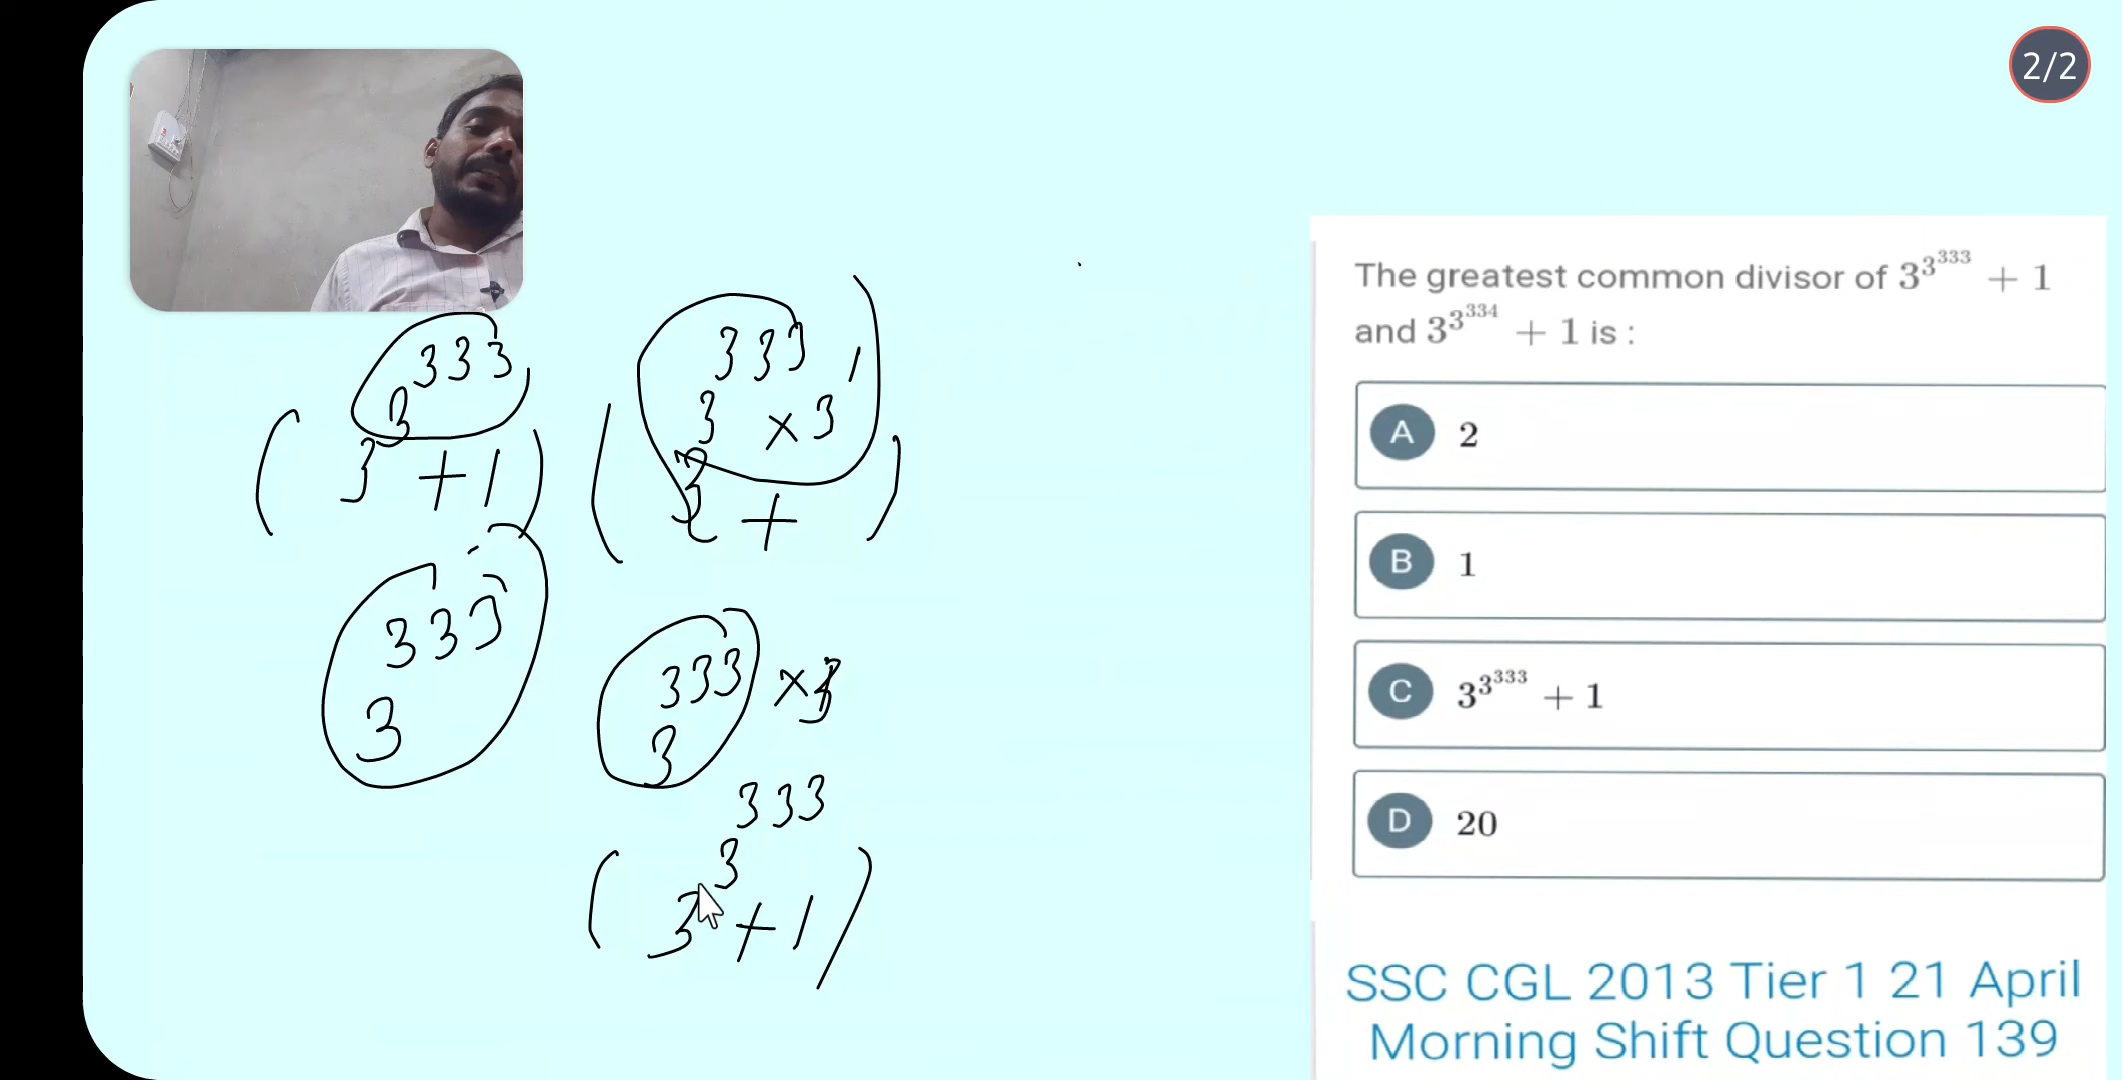 2/2
The greatest common divisor of 3^3^333 + 1
and 3^3^334 + 1 is :
A 2
B 1
C 3^3^333 + 1
D 20
SSC CGL 2013 Tier 1 21 April
Morning Shift Question 139
(3^3^333 + 1) (3^3^333 × 3^1 +)
3^333 3^333 × 3
(3^3^333 + 1)